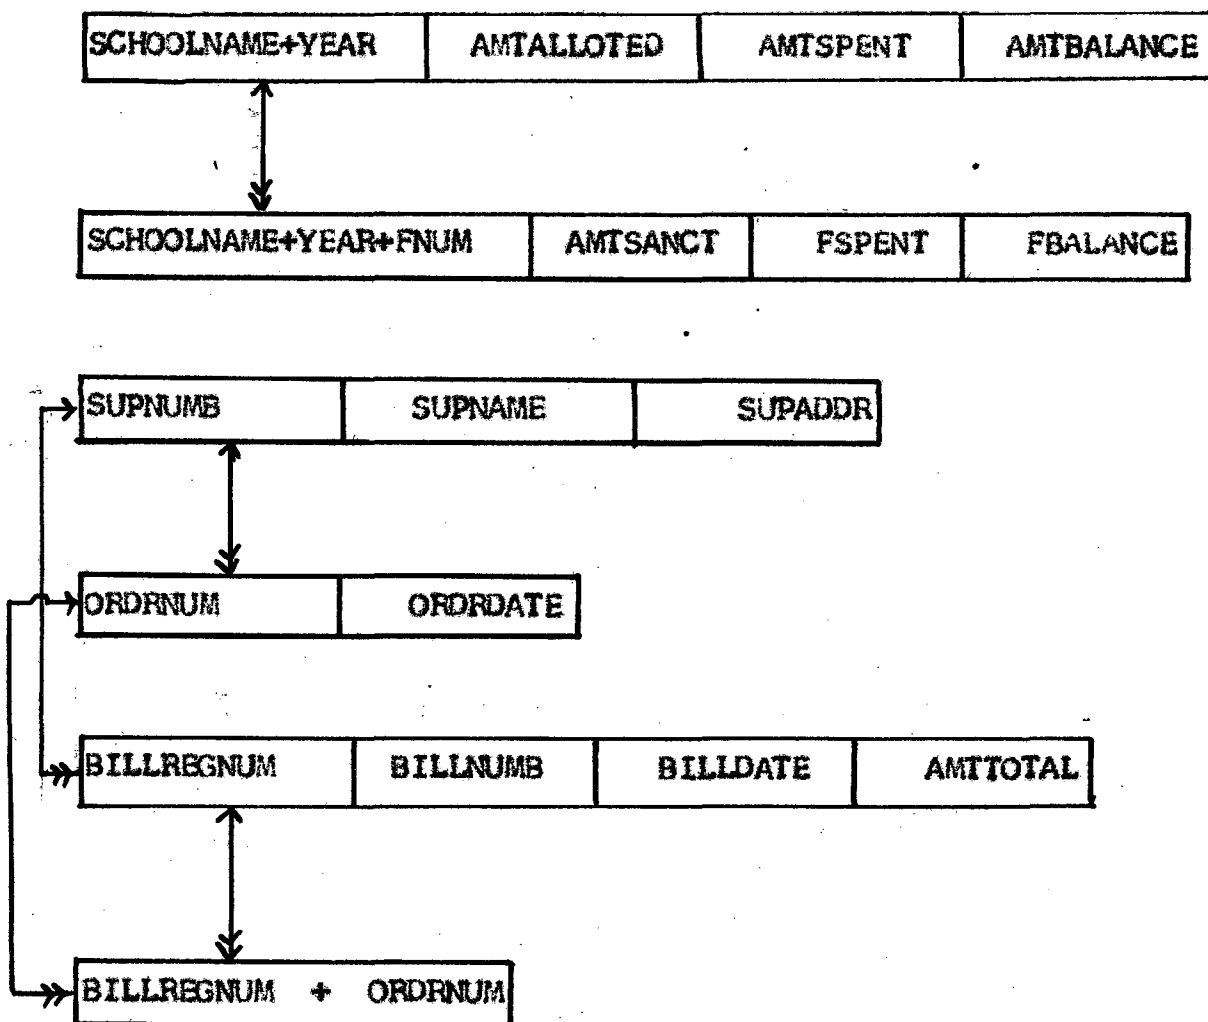 SCHOOLNAME+YEAR AMTALLOTED AMTSPENT AMTBALANCE
SCHOOLNAME+YEAR+FNUM AMTSANCT FSPENT FBALANCE
SUPNUMB SUPNAME SUPADDR
ORDRNUM ORDRDATE
BILLREGNUM BILLNUMB BILLDATE AMTTOTAL
BILLREGNUM + ORDRNUM